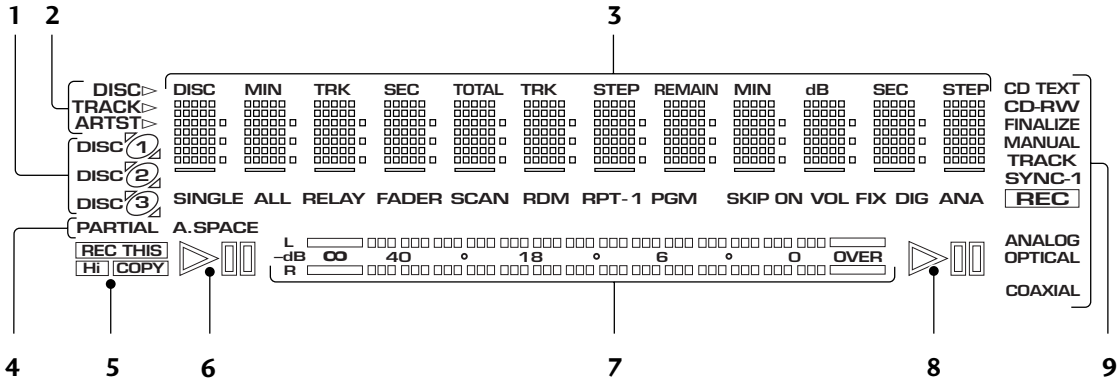 1 2 3
DISC▷ DISC MIN TRK SEC TOTAL TRK STEP REMAIN MIN dB SEC STEP CD TEXT
TRACK▷ CD-RW
ARTST▷ FINALIZE
DISC 1 MANUAL
DISC 2 TRACK
SYNC-1
DISC 3 SINGLE ALL RELAY FADER SCAN RDM RPT-1 PGM SKIP ON VOL FIX DIG ANA REC
PARTIAL A.SPACE
REC THIS L ANALOG
Hi COPY –dB ∞ 40 18 6 0 OVER OPTICAL
R
COAXIAL
4 5 6 7 8 9